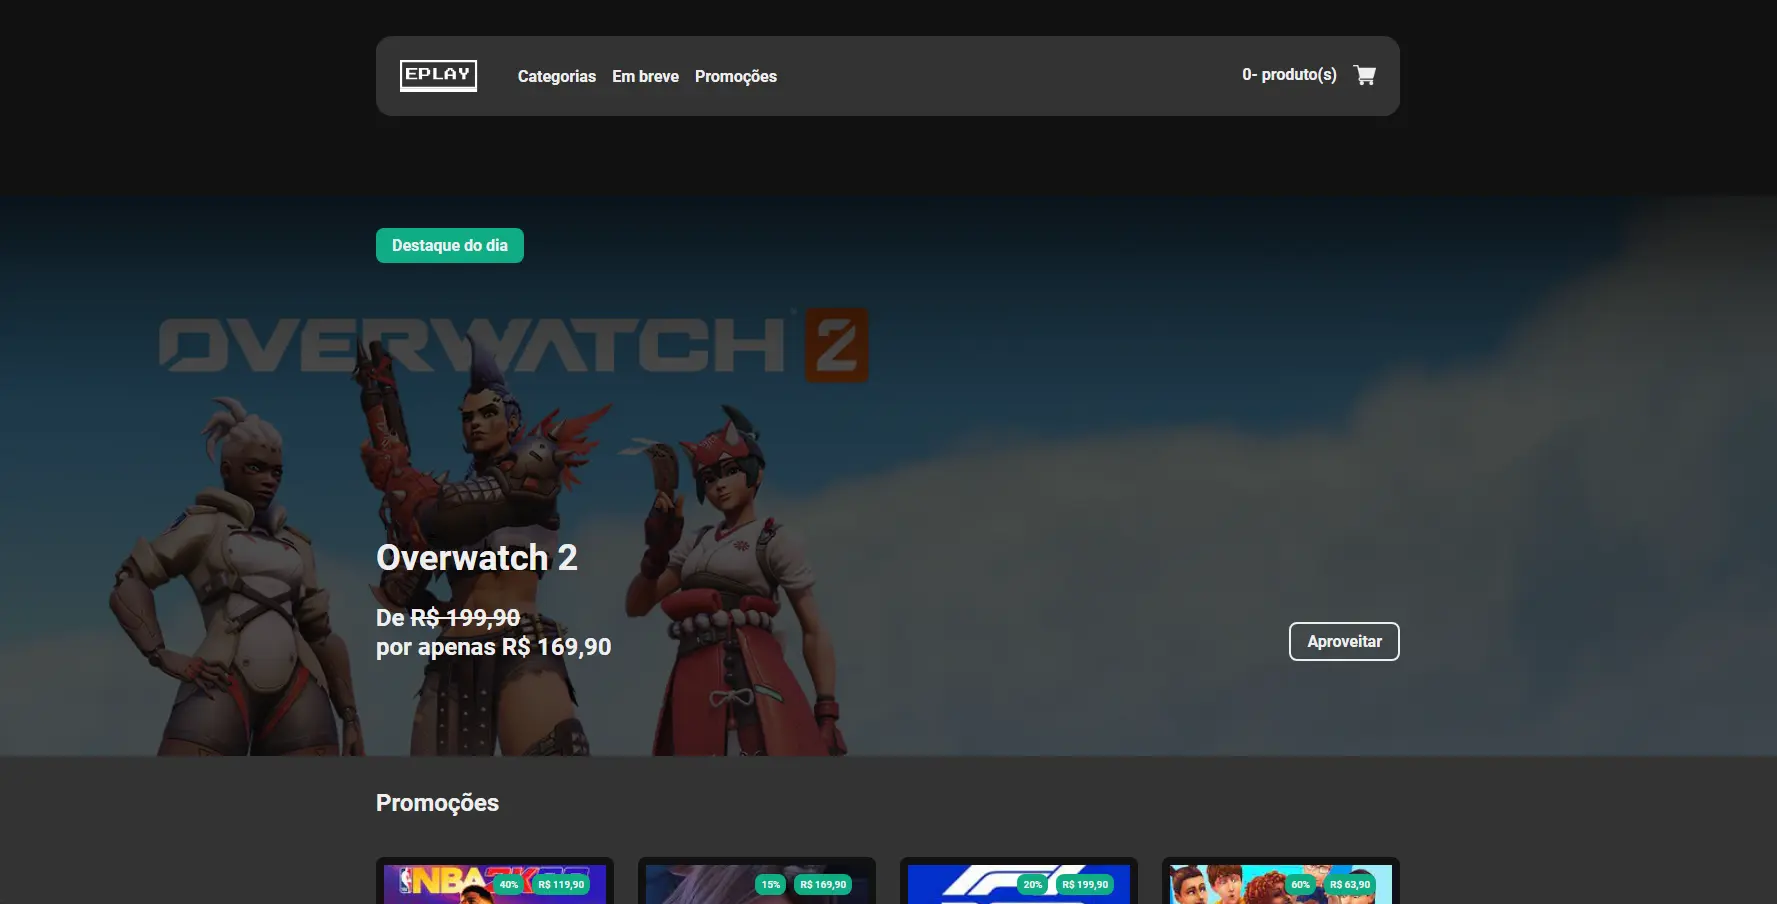 EPLAY
Categorias Em breve Promoções
0- produto(s)
Destaque do dia
OVERWATCH 2
Overwatch 2
De R$ 199,90
por apenas R$ 169,90
Aproveitar
Promoções
NBA 2K
40% R$ 119,90
15% R$ 169,90
20% R$ 199,90
60% R$ 63,90